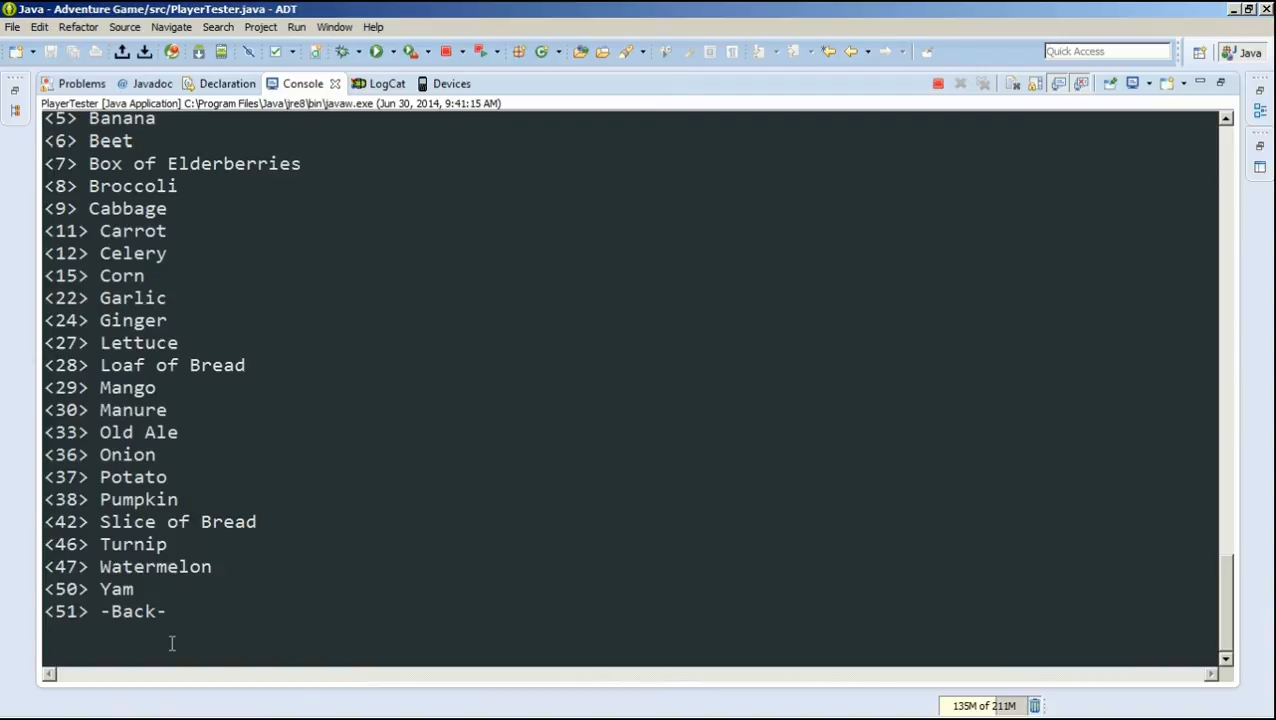 Java - Adventure Game/src/PlayerTester.java - ADT
File Edit Refactor Source Navigate Search Project Run Window Help
Quick Access
Java
Problems @ Javadoc Declaration Console LogCat Devices
PlayerTester [Java Application] C:\Program Files\Java\jre8\bin\javaw.exe (Jun 30, 2014, 9:41:15 AM)
<5> Banana
<6> Beet
<7> Box of Elderberries
<8> Broccoli
<9> Cabbage
<11> Carrot
<12> Celery
<15> Corn
<22> Garlic
<24> Ginger
<27> Lettuce
<28> Loaf of Bread
<29> Mango
<30> Manure
<33> Old Ale
<36> Onion
<37> Potato
<38> Pumpkin
<42> Slice of Bread
<46> Turnip
<47> Watermelon
<50> Yam
<51> -Back-
135M of 211M